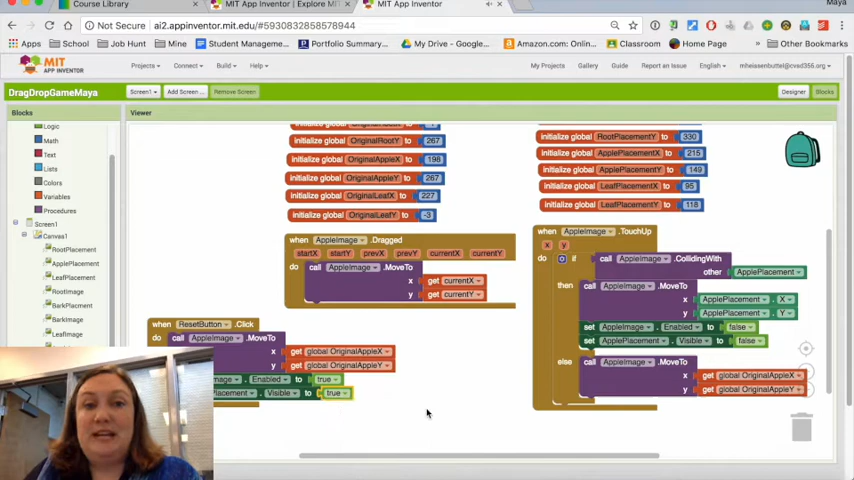 Course Library
MIT App Inventor | Explore M
MIT App Inventor
Maya
Not Secure
ai2.appinventor.mit.edu/#5930832858578944
Apps
School
Job Hunt
Mine
Student Management...
Portfolio Summary...
My Drive - Google...
Amazon.com: Onlin...
Classroom
Home Page
Other Bookmarks
MIT
APP INVENTOR
Projects
Connect
Build
Help
My Projects
Gallery
Guide
Report an Issue
English
mheissenbuttel@cvsd356.org
DragDropGameMaya
Screen1
Add Screen ...
Remove Screen
Designer
Blocks
Blocks
Viewer
Logic
Math
Text
Lists
Colors
Variables
Procedures
Screen1
Canvas1
RootPlacement
ApplePlacement
LeafPlacement
RootImage
BarkPlacment
BarkImage
LeafImage
initialize global OriginalRootY to 267
initialize global OriginalAppleX to 198
initialize global OriginalAppleY to 267
initialize global OriginalLeafX to 227
initialize global OriginalLeafY to -3
when AppleImage .Dragged
startX startY prevX prevY currentX currentY
do call AppleImage .MoveTo
x get currentX
y get currentY
when ResetButton .Click
do call AppleImage .MoveTo
x get global OriginalAppleX
y get global OriginalAppleY
mage . Enabled to true
Placement . Visible to true
initialize global RootPlacementY to 330
initialize global ApplePlacementX to 215
initialize global ApplePlacementY to 149
initialize global LeafPlacementX to 95
initialize global LeafPlacementY to 118
when AppleImage .TouchUp
x y
do if call AppleImage .CollidingWith
other ApplePlacement
then call AppleImage .MoveTo
x ApplePlacement . X
y ApplePlacement . Y
set AppleImage . Enabled to false
set ApplePlacement . Visible to false
else call AppleImage .MoveTo
x get global OriginalAppleX
y get global OriginalAppleY